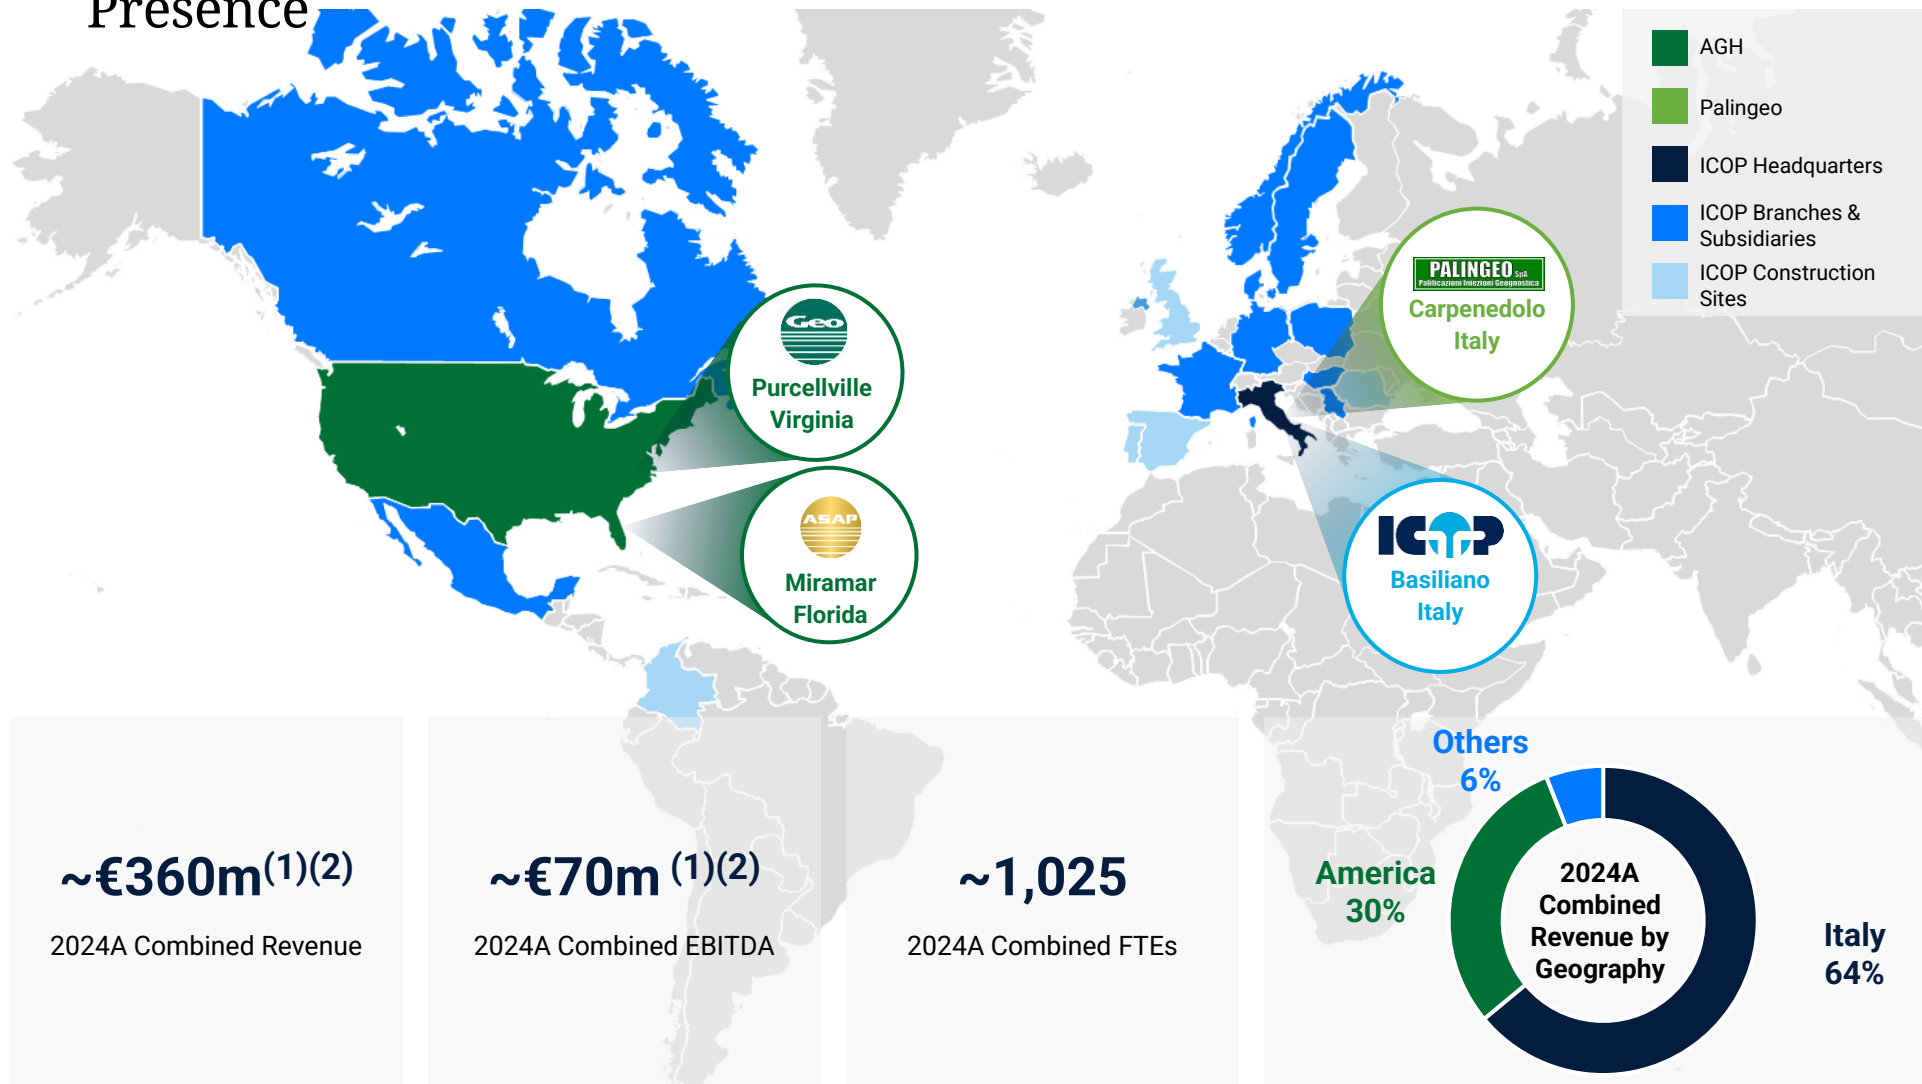 Presence
AGH
Palingeo
ICOP Headquarters
ICOP Branches &
Subsidiaries
ICOP Construction
Sites
PALINGEO SpA
Palificazioni Iniezioni Geognostica
Carpenedolo
Italy
Geo
Purcellville
Virginia
ASAP
Miramar
Florida
ICOP
Basiliano
Italy
~€360m(1)(2)
2024A Combined Revenue
~€70m (1)(2)
2024A Combined EBITDA
~1,025
2024A Combined FTEs
Others
6%
America
30%
2024A
Combined
Revenue by
Geography
Italy
64%